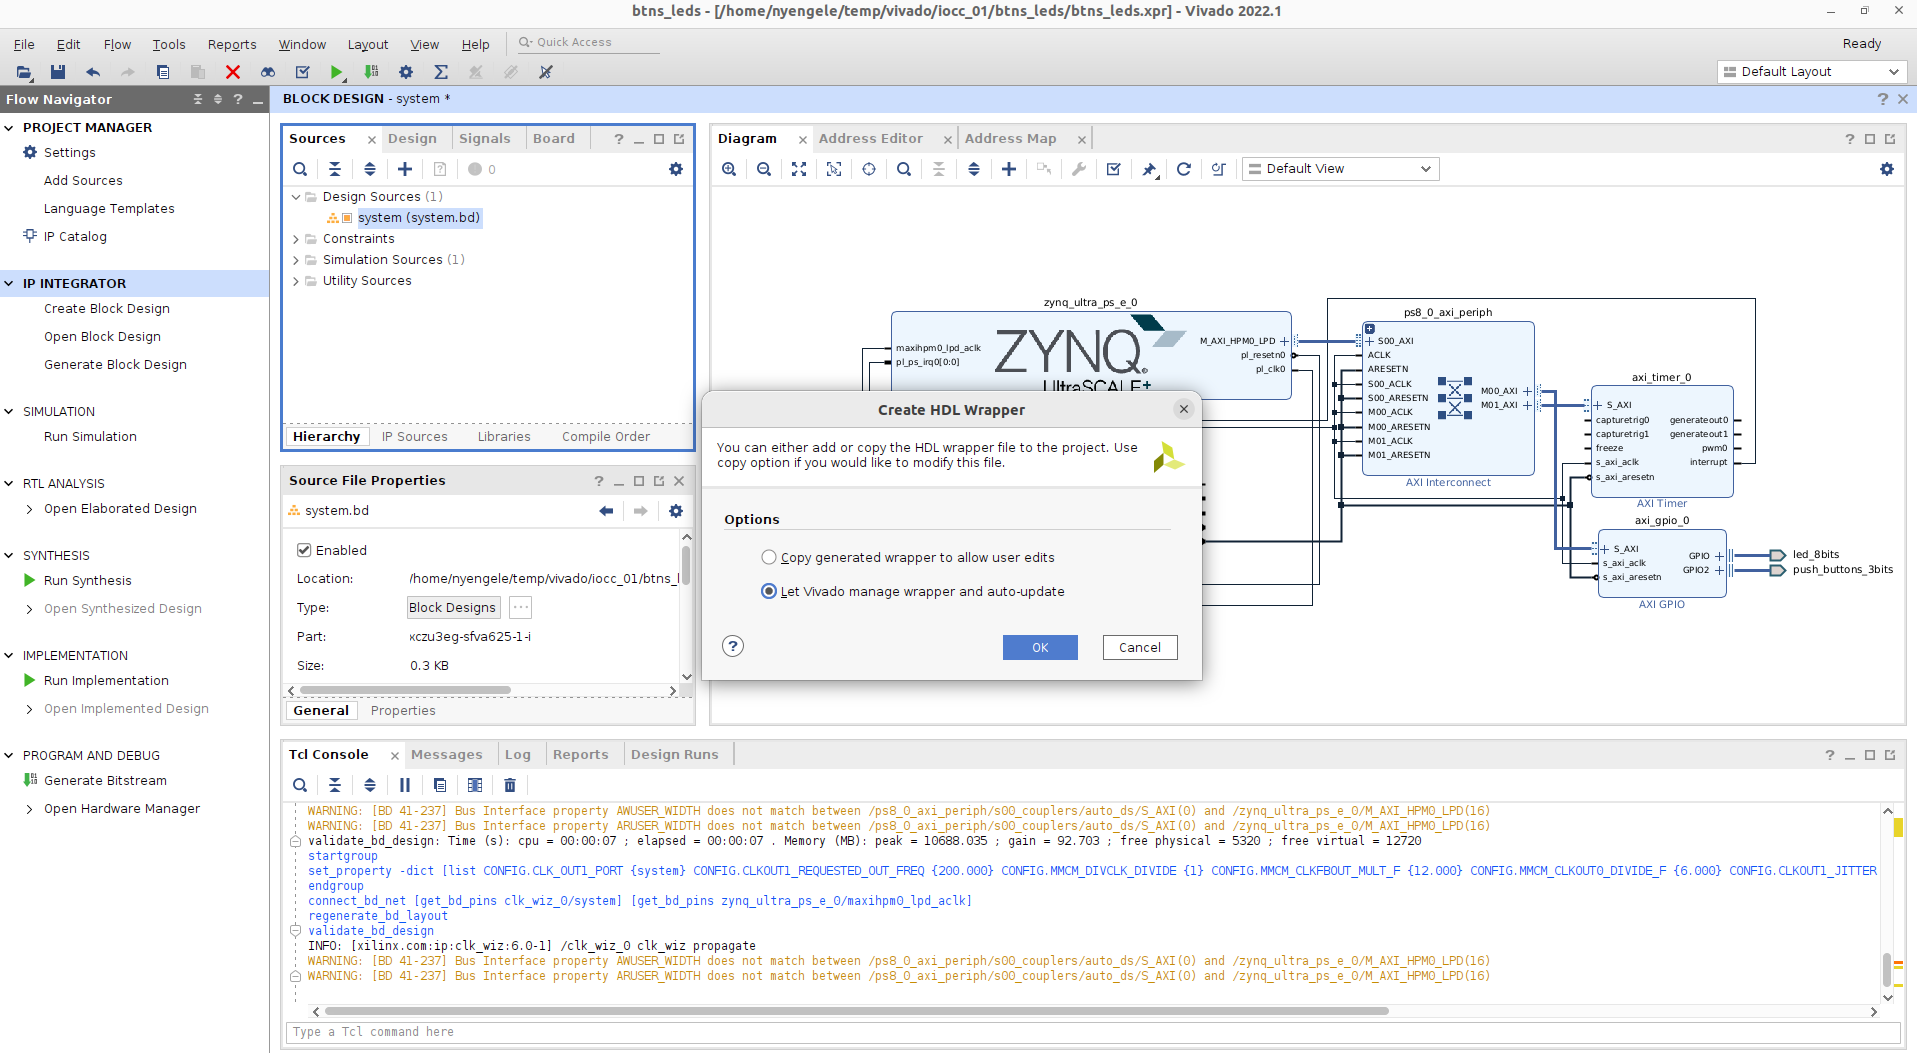 btns_leds - [/home/nyengele/temp/vivado/iocc_01/btns_leds/btns_leds.xpr] - Vivado 2022.1
File Edit Flow Tools Reports Window Layout View Help Quick Access
Ready
Default Layout
Flow Navigator
PROJECT MANAGER
Settings
Add Sources
Language Templates
IP Catalog
IP INTEGRATOR
Create Block Design
Open Block Design
Generate Block Design
SIMULATION
Run Simulation
RTL ANALYSIS
Open Elaborated Design
SYNTHESIS
Run Synthesis
Open Synthesized Design
IMPLEMENTATION
Run Implementation
Open Implemented Design
PROGRAM AND DEBUG
Generate Bitstream
Open Hardware Manager
BLOCK DESIGN - system *
Sources Design Signals Board
0
Design Sources (1)
system (system.bd)
Constraints
Simulation Sources (1)
Utility Sources
Hierarchy IP Sources Libraries Compile Order
Source File Properties
system.bd
Enabled
Location: /home/nyengele/temp/vivado/iocc_01/btns_l
Type: Block Designs
Part: xczu3eg-sfva625-1-i
Size: 0.3 KB
General Properties
Diagram Address Editor Address Map
Default View
zynq_ultra_ps_e_0
maxihpm0_lpd_aclk
pl_ps_irq0[0:0]
ZYNQ
UltraSCALE+
M_AXI_HPM0_LPD
pl_resetn0
pl_clk0
ps8_0_axi_periph
S00_AXI
ACLK
ARESETN
S00_ACLK
S00_ARESETN
M00_ACLK
M00_ARESETN
M01_ACLK
M01_ARESETN
M00_AXI
M01_AXI
AXI Interconnect
axi_timer_0
S_AXI
capturetrig0
capturetrig1
freeze
s_axi_aclk
s_axi_aresetn
generateout0
generateout1
pwm0
interrupt
AXI Timer
axi_gpio_0
S_AXI
s_axi_aclk
s_axi_aresetn
GPIO
GPIO2
AXI GPIO
led_8bits
push_buttons_3bits
Create HDL Wrapper
You can either add or copy the HDL wrapper file to the project. Use
copy option if you would like to modify this file.
Options
Copy generated wrapper to allow user edits
Let Vivado manage wrapper and auto-update
OK
Cancel
Tcl Console Messages Log Reports Design Runs
WARNING: [BD 41-237] Bus Interface property AWUSER_WIDTH does not match between /ps8_0_axi_periph/s00_couplers/auto_ds/S_AXI(0) and /zynq_ultra_ps_e_0/M_AXI_HPM0_LPD(16)
WARNING: [BD 41-237] Bus Interface property ARUSER_WIDTH does not match between /ps8_0_axi_periph/s00_couplers/auto_ds/S_AXI(0) and /zynq_ultra_ps_e_0/M_AXI_HPM0_LPD(16)
validate_bd_design: Time (s): cpu = 00:00:07 ; elapsed = 00:00:07 . Memory (MB): peak = 10688.035 ; gain = 92.703 ; free physical = 5320 ; free virtual = 12720
startgroup
set_property -dict [list CONFIG.CLK_OUT1_PORT {system} CONFIG.CLKOUT1_REQUESTED_OUT_FREQ {200.000} CONFIG.MMCM_DIVCLK_DIVIDE {1} CONFIG.MMCM_CLKFBOUT_MULT_F {12.000} CONFIG.MMCM_CLKOUT0_DIVIDE_F {6.000} CONFIG.CLKOUT1_JITTER
endgroup
connect_bd_net [get_bd_pins clk_wiz_0/system] [get_bd_pins zynq_ultra_ps_e_0/maxihpm0_lpd_aclk]
regenerate_bd_layout
validate_bd_design
INFO: [xilinx.com:ip:clk_wiz:6.0-1] /clk_wiz_0 clk_wiz propagate
WARNING: [BD 41-237] Bus Interface property AWUSER_WIDTH does not match between /ps8_0_axi_periph/s00_couplers/auto_ds/S_AXI(0) and /zynq_ultra_ps_e_0/M_AXI_HPM0_LPD(16)
WARNING: [BD 41-237] Bus Interface property ARUSER_WIDTH does not match between /ps8_0_axi_periph/s00_couplers/auto_ds/S_AXI(0) and /zynq_ultra_ps_e_0/M_AXI_HPM0_LPD(16)
Type a Tcl command here